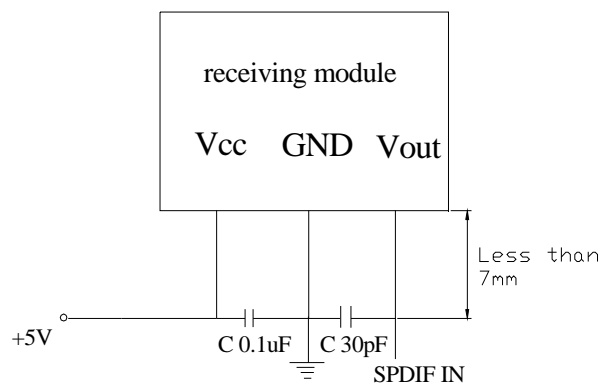 receiving module
Vcc GND Vout
Less than
7mm
+5V
C 0.1uF
C 30pF
SPDIF IN